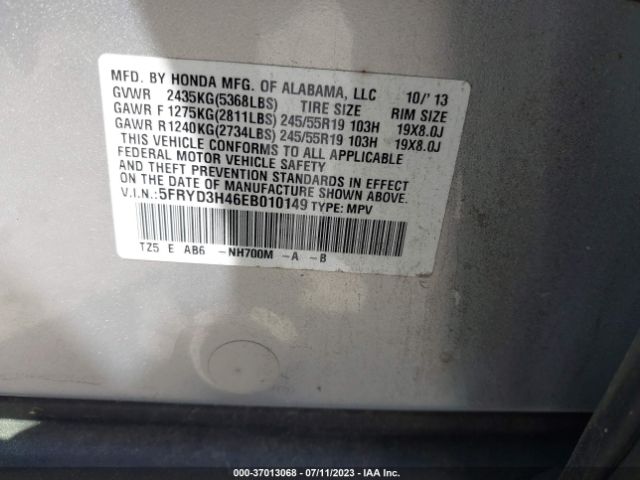 MFD. BY HONDA MFG. OF ALABAMA, LLC 10/'13
GVWR 2435KG(5368LBS) TIRE SIZE RIM SIZE
GAWR F 1275KG(2811LBS) 245/55R19 103H 19X8.0J
GAWR R 1240KG(2734LBS) 245/55R19 103H 19X8.0J
THIS VEHICLE CONFORMS TO ALL APPLICABLE
FEDERAL MOTOR VEHICLE SAFETY
AND THEFT PREVENTION STANDARDS IN EFFECT
ON THE DATE OF MANUFACTURE SHOWN ABOVE.
V.I.N.:5FRYD3H46EB010149 TYPE: MPV
TZ5 E AB6 -NH700M -A -B
000-37013068 - 07/11/2023 - IAA Inc.